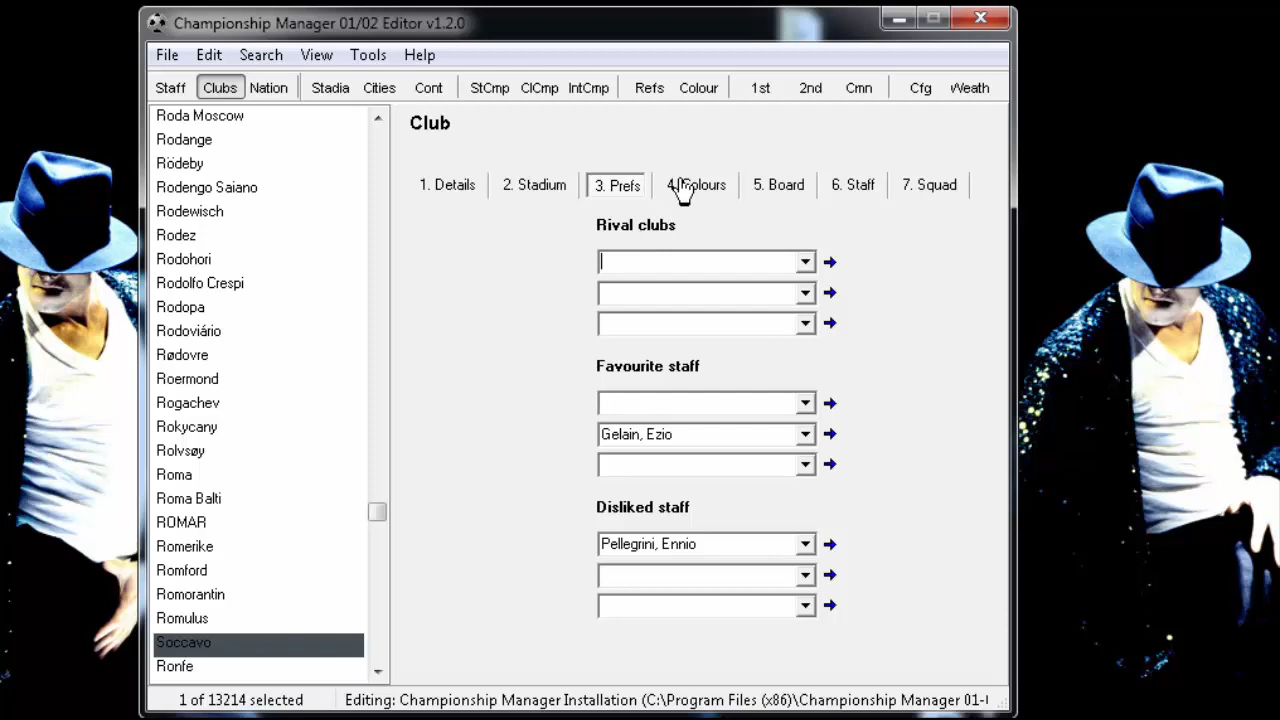 Championship Manager 01/02 Editor v1.2.0
File Edit Search View Tools Help
Staff Clubs Nation Stadia Cities Cont StCmp ClCmp IntCmp Refs Colour 1st 2nd Cmn Cfg Weath
Roda Moscow
Rodange
Rödeby
Rodengo Saiano
Rodewisch
Rodez
Rodohori
Rodolfo Crespi
Rodopa
Rodoviário
Rødovre
Roermond
Rogachev
Rokycany
Rolvsøy
Roma
Roma Balti
ROMAR
Romerike
Romford
Romorantin
Romulus
Soccavo
Ronfe
Club
1. Details 2. Stadium 3. Prefs 4. Colours 5. Board 6. Staff 7. Squad
Rival clubs
Favourite staff
Gelain, Ezio
Disliked staff
Pellegrini, Ennio
1 of 13214 selected Editing: Championship Manager Installation (C:\Program Files (x86)\Championship Manager 01-